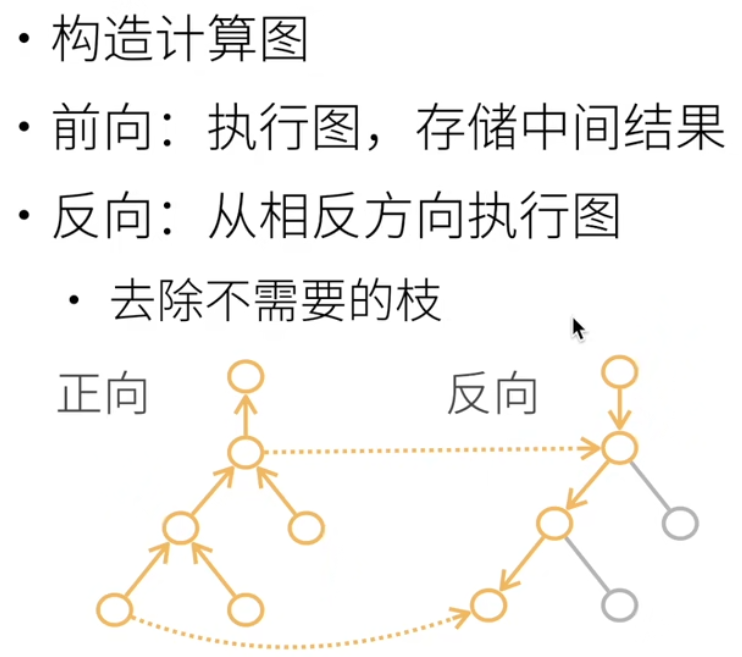 • 构造计算图
• 前向：执行图，存储中间结果
• 反向：从相反方向执行图
• 去除不需要的枝
正向
反向